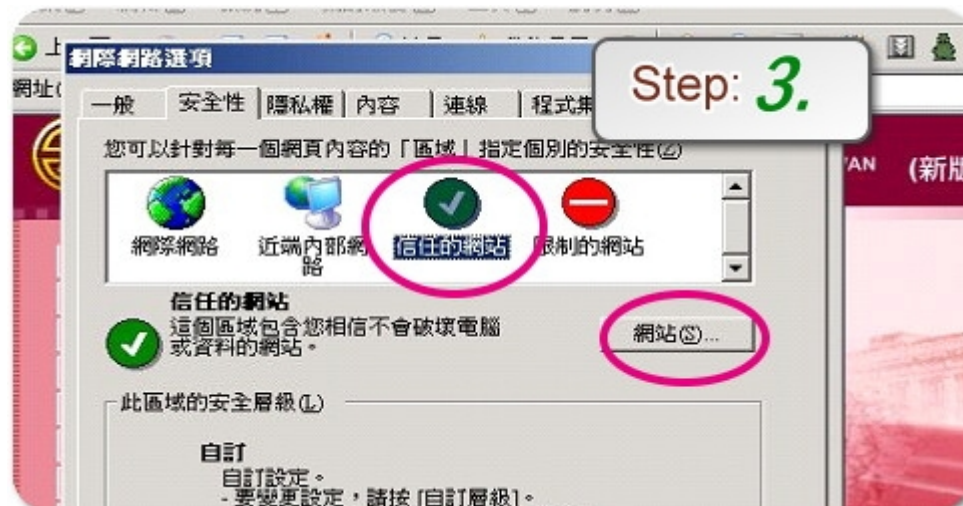 網址(
網際網路選項
Step: 3.
一般 安全性 隱私權 內容 連線 程式集
您可以針對每一個網頁內容的「區域」指定個別的安全性(Z)
VAN (新版
網際網路 近端內部網路 信任的網站 限制的網站
信任的網站
這個區域包含您相信不會破壞電腦
或資料的網站。
網站(S)...
此區域的安全層級(L)
自訂
自訂設定。
- 要變更設定，請按 [自訂層級]。